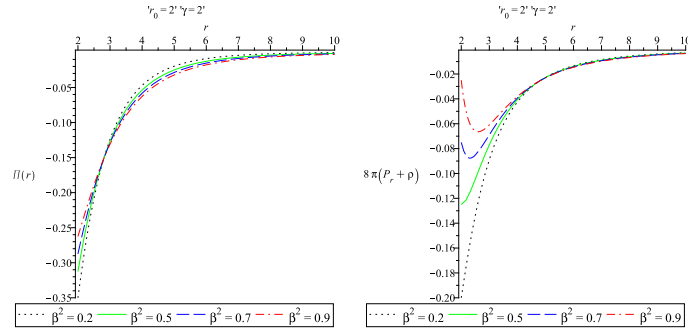 'r₀ = 2' 'γ = 2'
r
2 3 4 5 6 7 8 9 10
−0.05
−0.10
−0.15
Π(r)
−0.20
−0.25
−0.30
−0.35
β² = 0.2 β² = 0.5 β² = 0.7 β² = 0.9
'r₀ = 2' 'γ = 2'
r
2 3 4 5 6 7 8 9 10
−0.02
−0.04
−0.06
−0.08
8 π(Pᵣ + ρ)
−0.10
−0.12
−0.14
−0.16
−0.18
−0.20
β² = 0.2 β² = 0.5 β² = 0.7 β² = 0.9